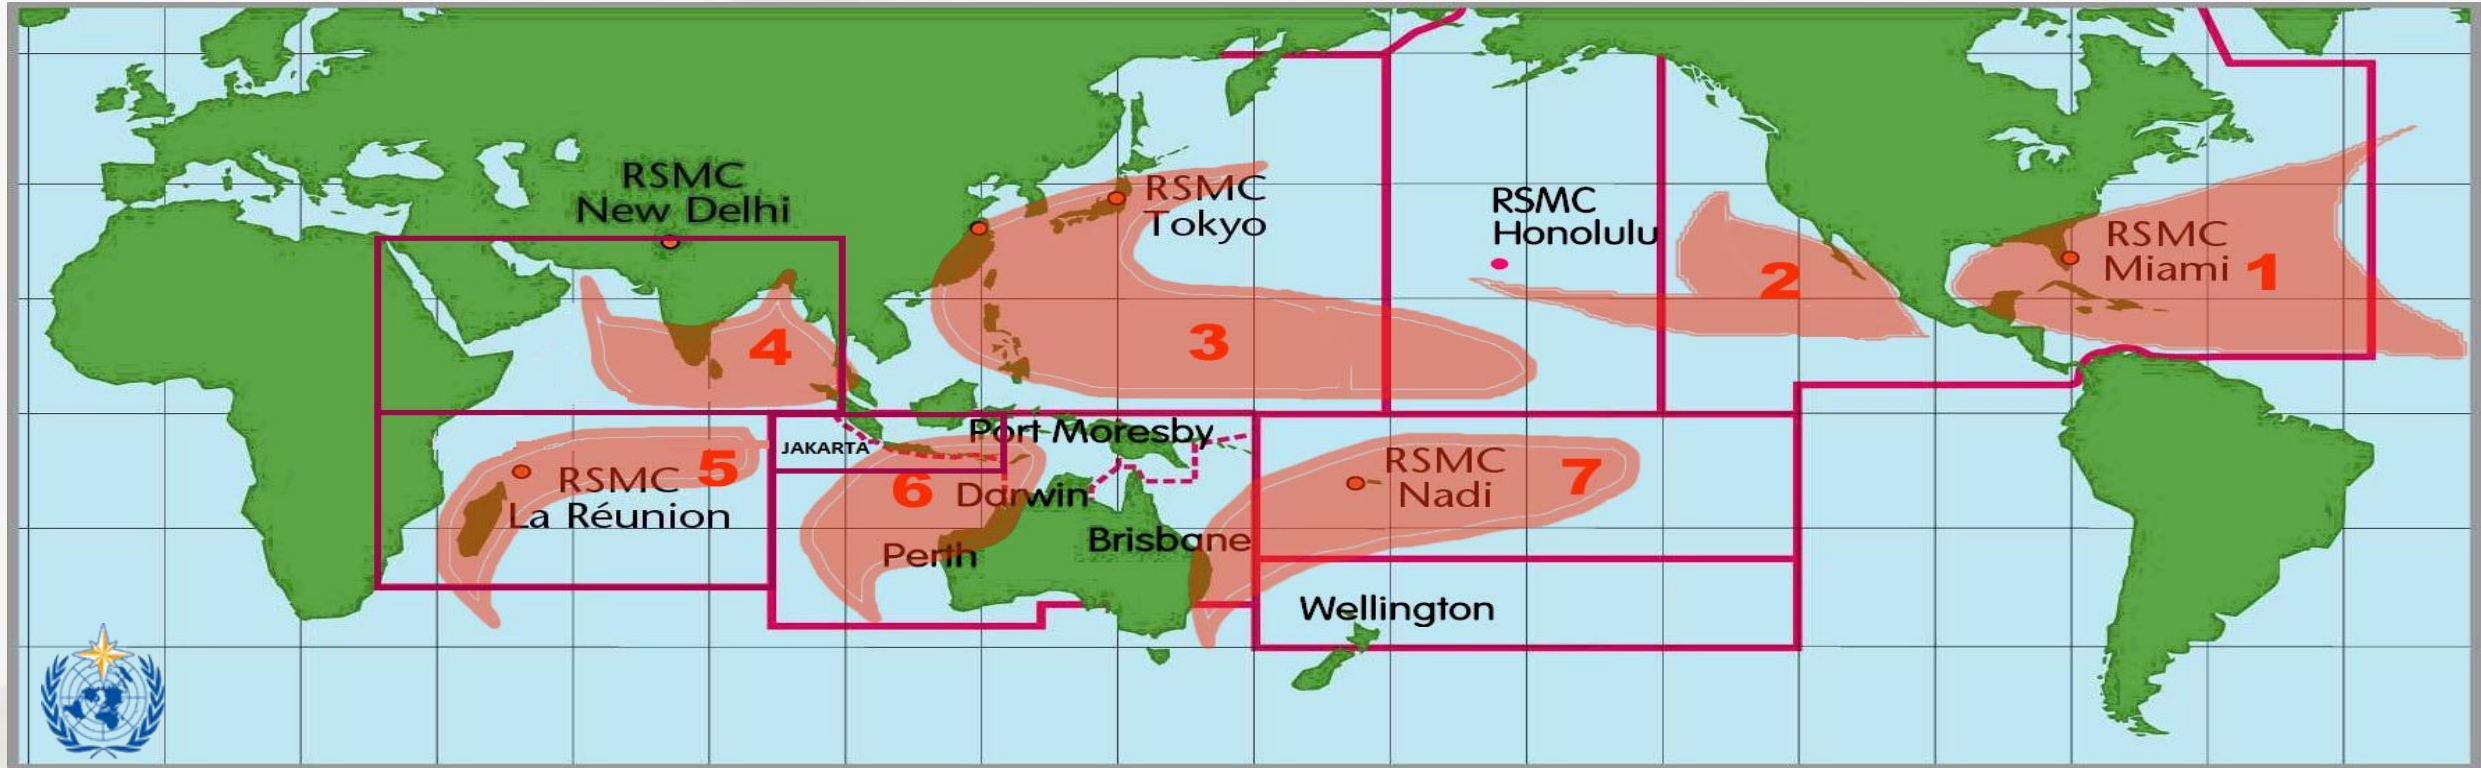 RSMC
New Delhi
RSMC
Tokyo
RSMC
Honolulu
RSMC
Miami
1
2
3
4
JAKARTA
Port Moresby
RSMC
La Réunion
5
6
Darwin
Perth
Brisbane
RSMC
Nadi
7
Wellington